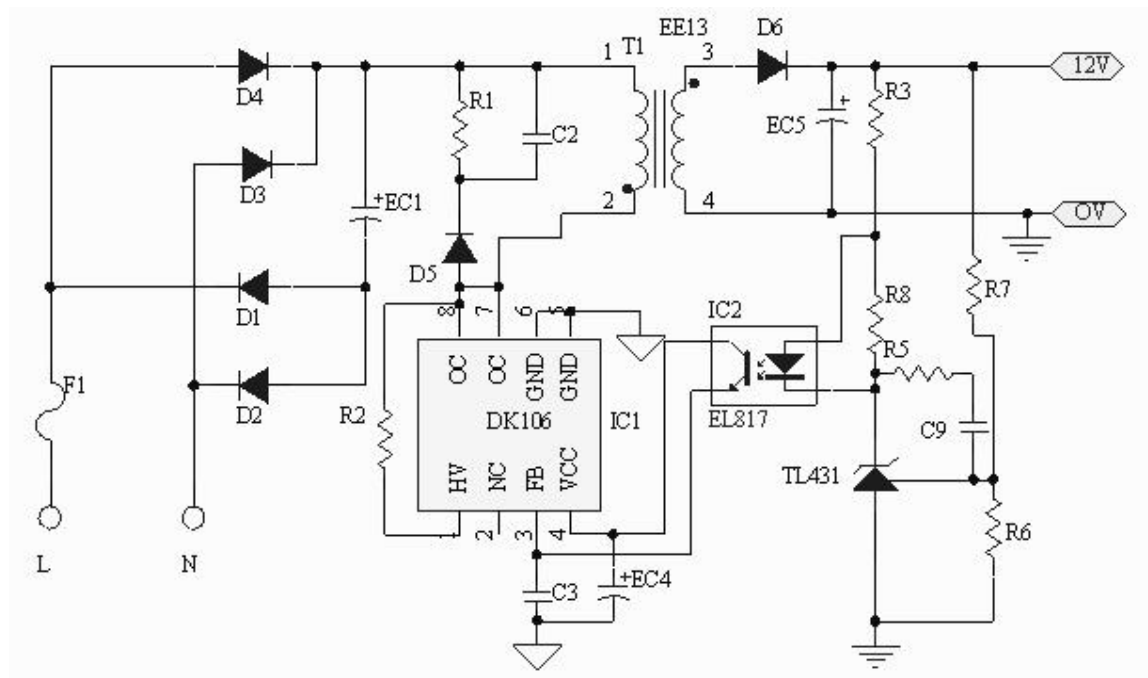 EE13
D6
T1
1
3
12V
D4
R1
R3
C2
+
EC5
D3
+EC1
2
4
OV
D5
R8
R7
D1
8
7
6
5
IC2
R5
OC
OC
GND
GND
F1
D2
R2
DK106
IC1
EL817
C9
HV
NC
FB
VCC
TL431
1
2
3
4
R6
L
N
C3
+EC4